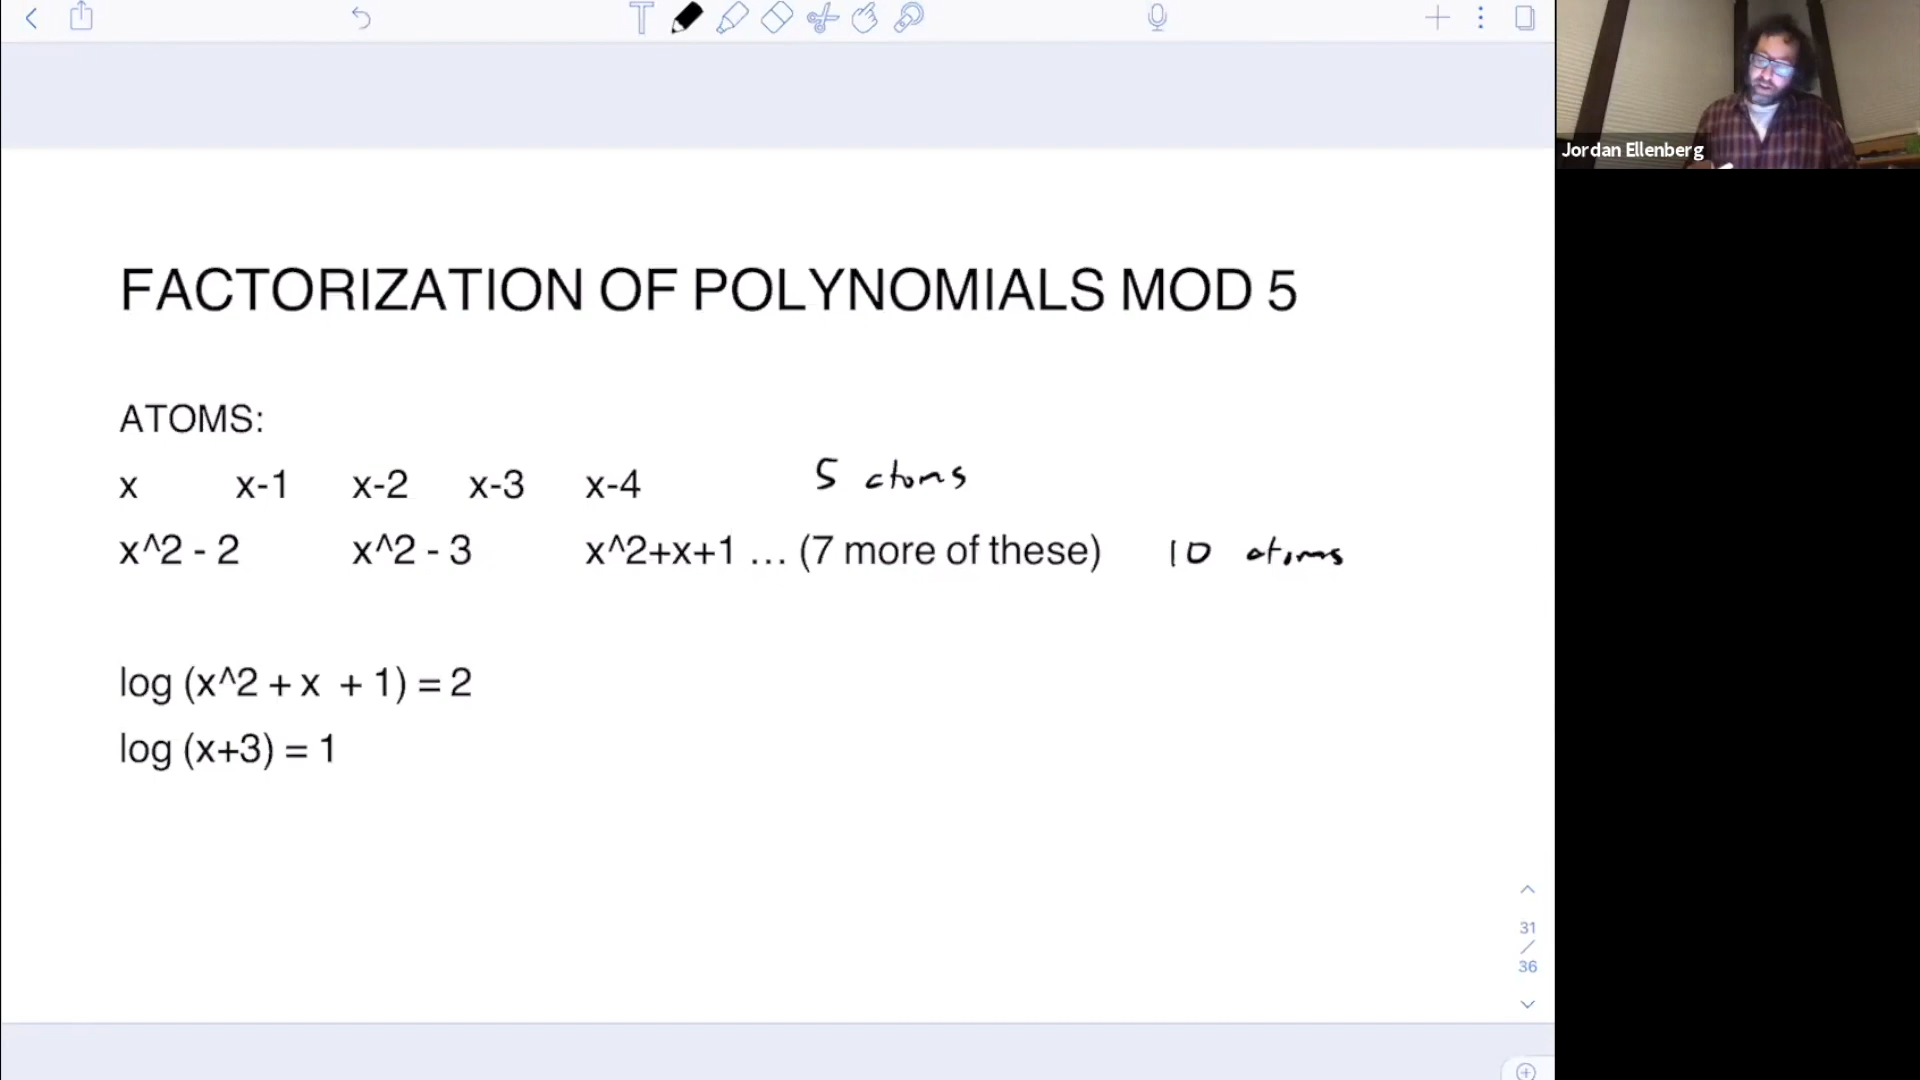 Jordan Ellenberg
FACTORIZATION OF POLYNOMIALS MOD 5
ATOMS:
x x-1 x-2 x-3 x-4 5 atoms
x^2 - 2 x^2 - 3 x^2+x+1 … (7 more of these) 10 atoms
log (x^2 + x + 1) = 2
log (x+3) = 1
31
/
36